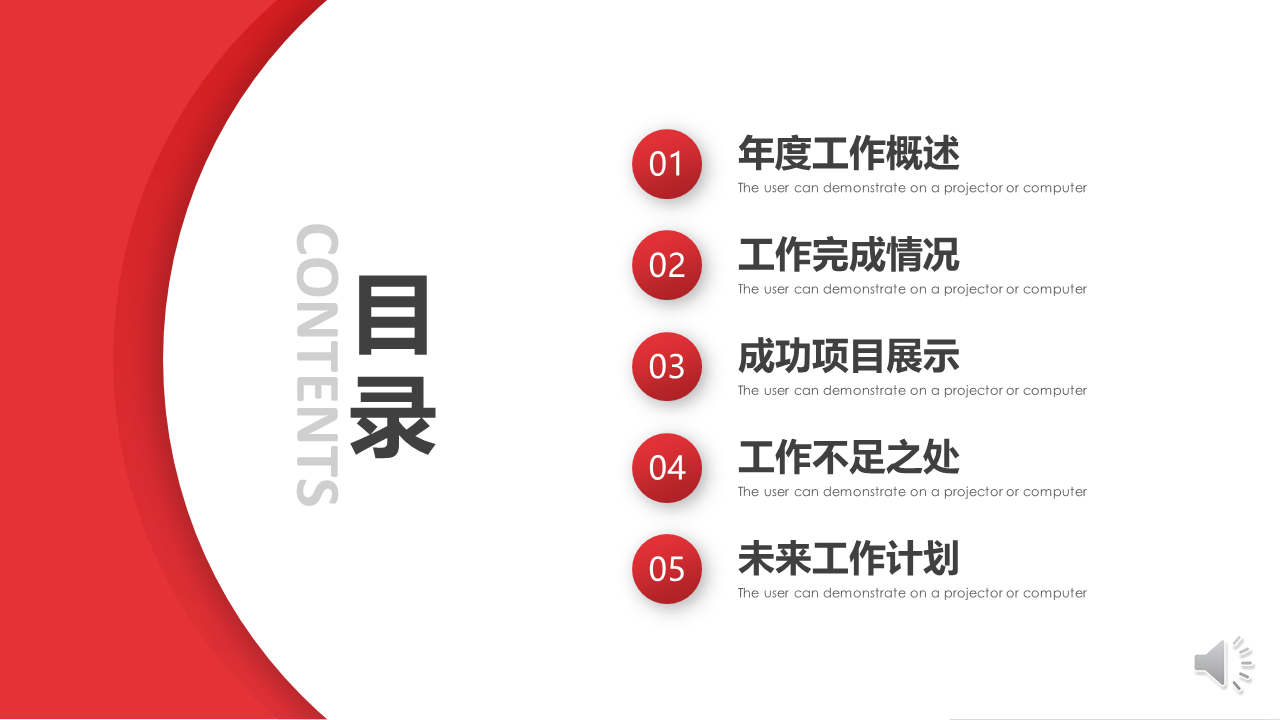 CONTENTS
目录
01
年度工作概述
The user can demonstrate on a projector or computer
02
工作完成情况
The user can demonstrate on a projector or computer
03
成功项目展示
The user can demonstrate on a projector or computer
04
工作不足之处
The user can demonstrate on a projector or computer
05
未来工作计划
The user can demonstrate on a projector or computer